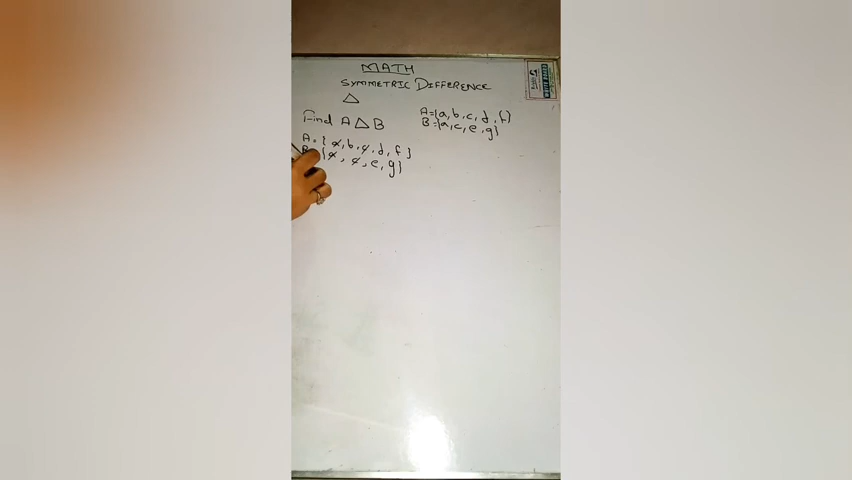 MATH
SYMMETRIC DIFFERENCE
△
Find A △ B
A={a, b, c, d, f}
B={a, c, e, g}
A = { a, b, c, d, f }
{ a, c, e, g}